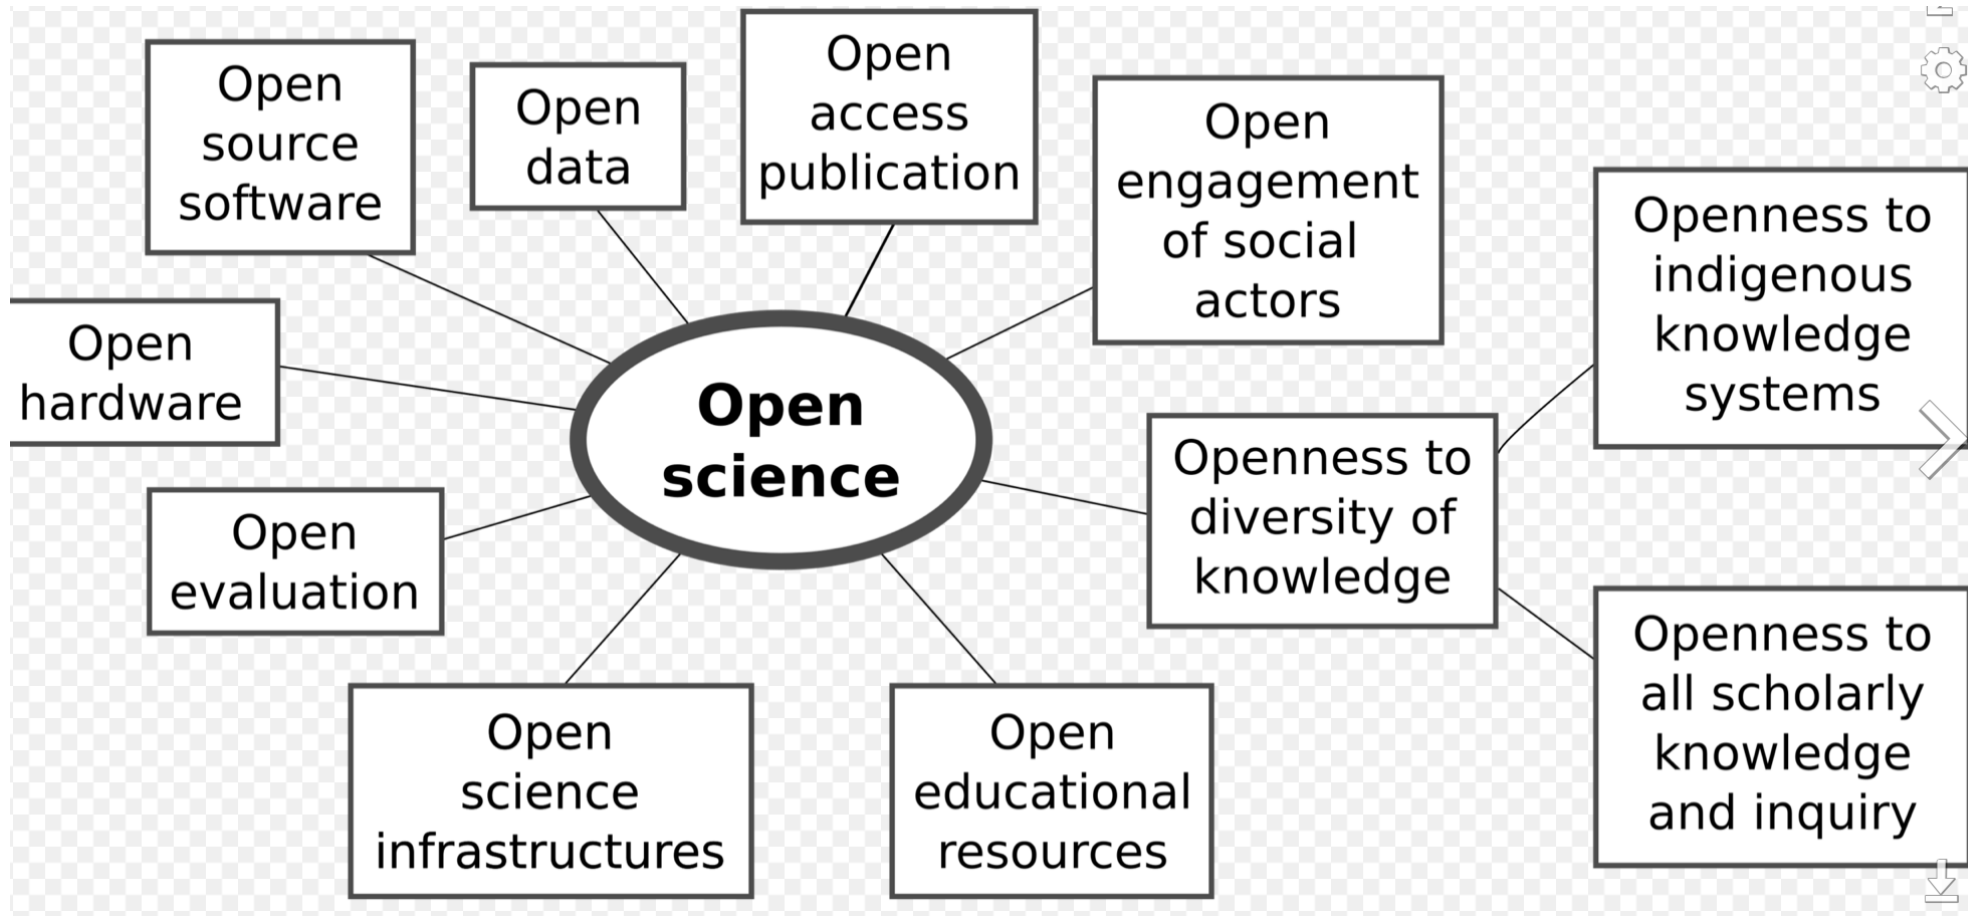 Open
source
software
Open
data
Open
access
publication
Open
engagement
of social
actors
Openness to
indigenous
knowledge
systems
Open
hardware
Open
science
Openness to
diversity of
knowledge
Open
evaluation
Openness to
all scholarly
knowledge
and inquiry
Open
science
infrastructures
Open
educational
resources